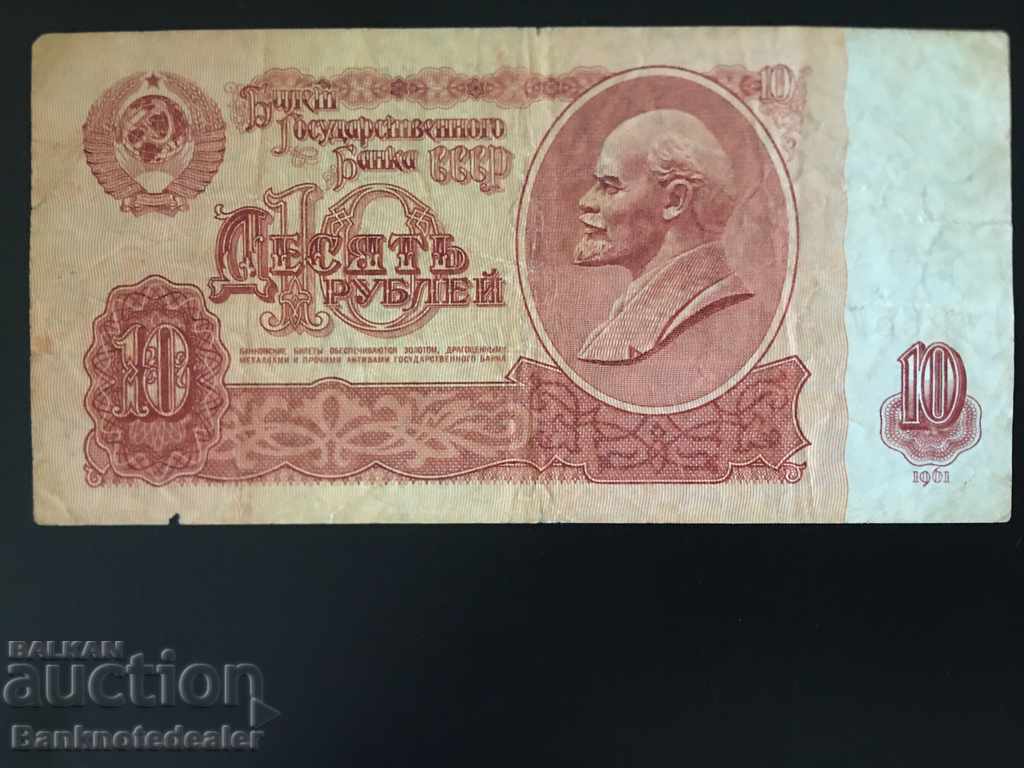 Билет
Государственного
Банка СССР
10
10
Десять
рублей
БАНКОВСКИЕ БИЛЕТЫ ОБЕСПЕЧИВАЮТСЯ ЗОЛОТОМ, ДРАГОЦЕННЫМИ
МЕТАЛЛАМИ И ПРОЧИМИ АКТИВАМИ ГОСУДАРСТВЕННОГО БАНКА
10
10
1961
BALKAN
auction
Banknotedealer